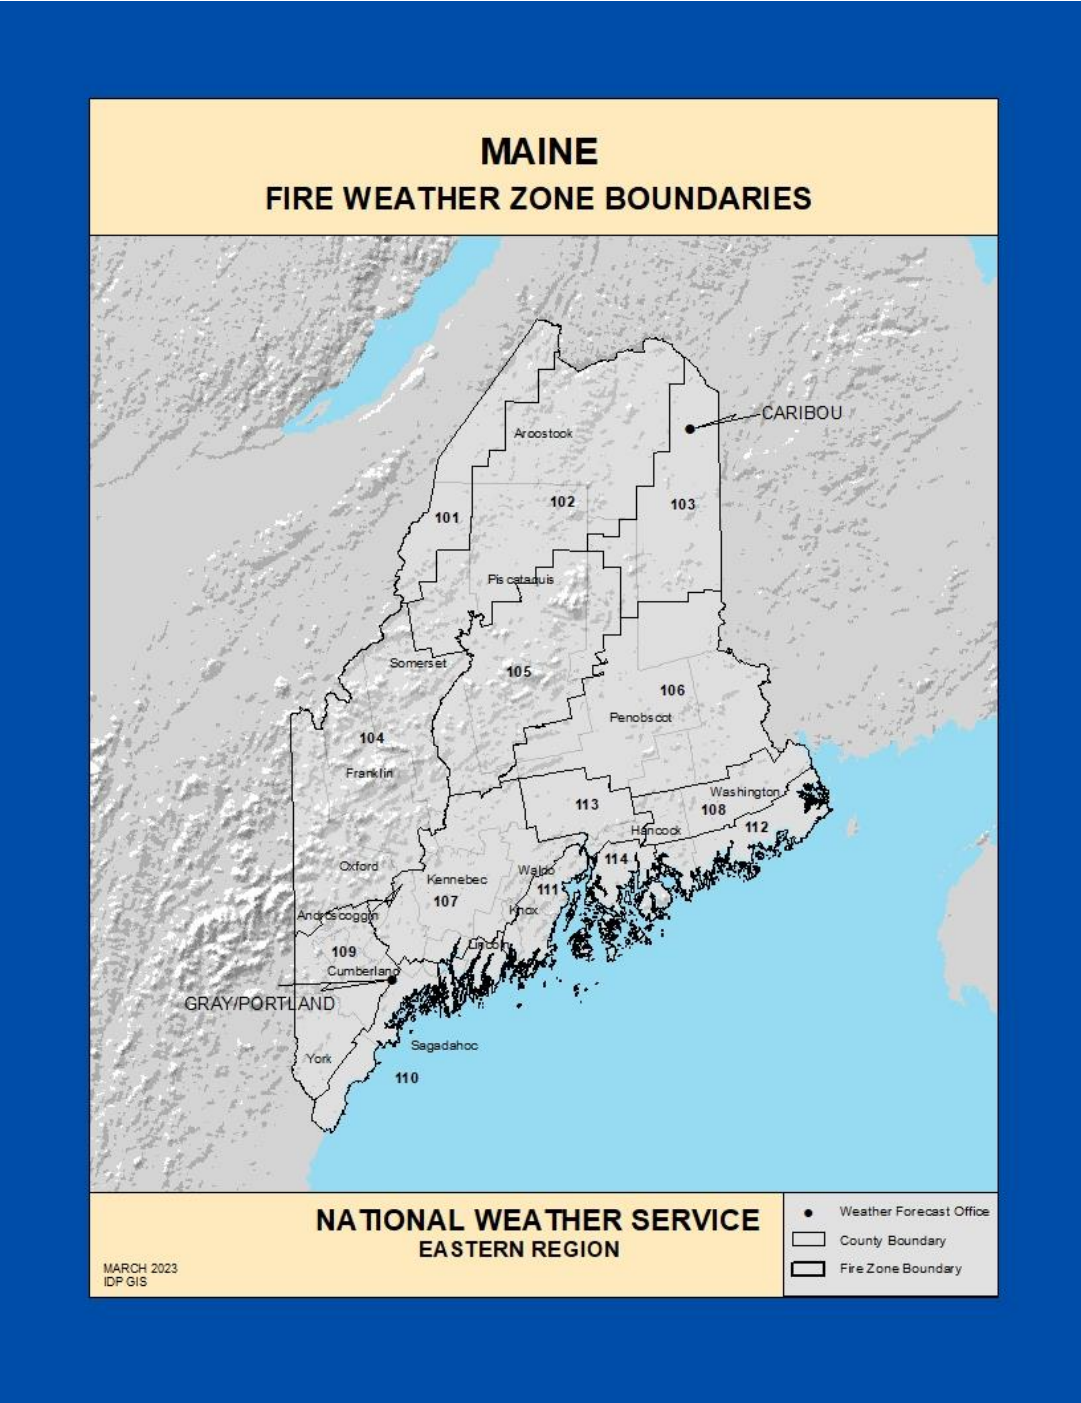 MAINE
FIRE WEATHER ZONE BOUNDARIES
CARIBOU
Aroostook
102
103
101
Piscataquis
Somerset
105
106
Penobscot
104
Franklin
Washington
113
108
112
Hancock
114
Oxford
Waldo
Kennebec
111
107
Knox
Androscoggin
Lincoln
109
Cumberland
GRAY/PORTLAND
Sagadahoc
York
110
NATIONAL WEATHER SERVICE
EASTERN REGION
MARCH 2023
IDP GIS
Weather Forecast Office
County Boundary
Fire Zone Boundary